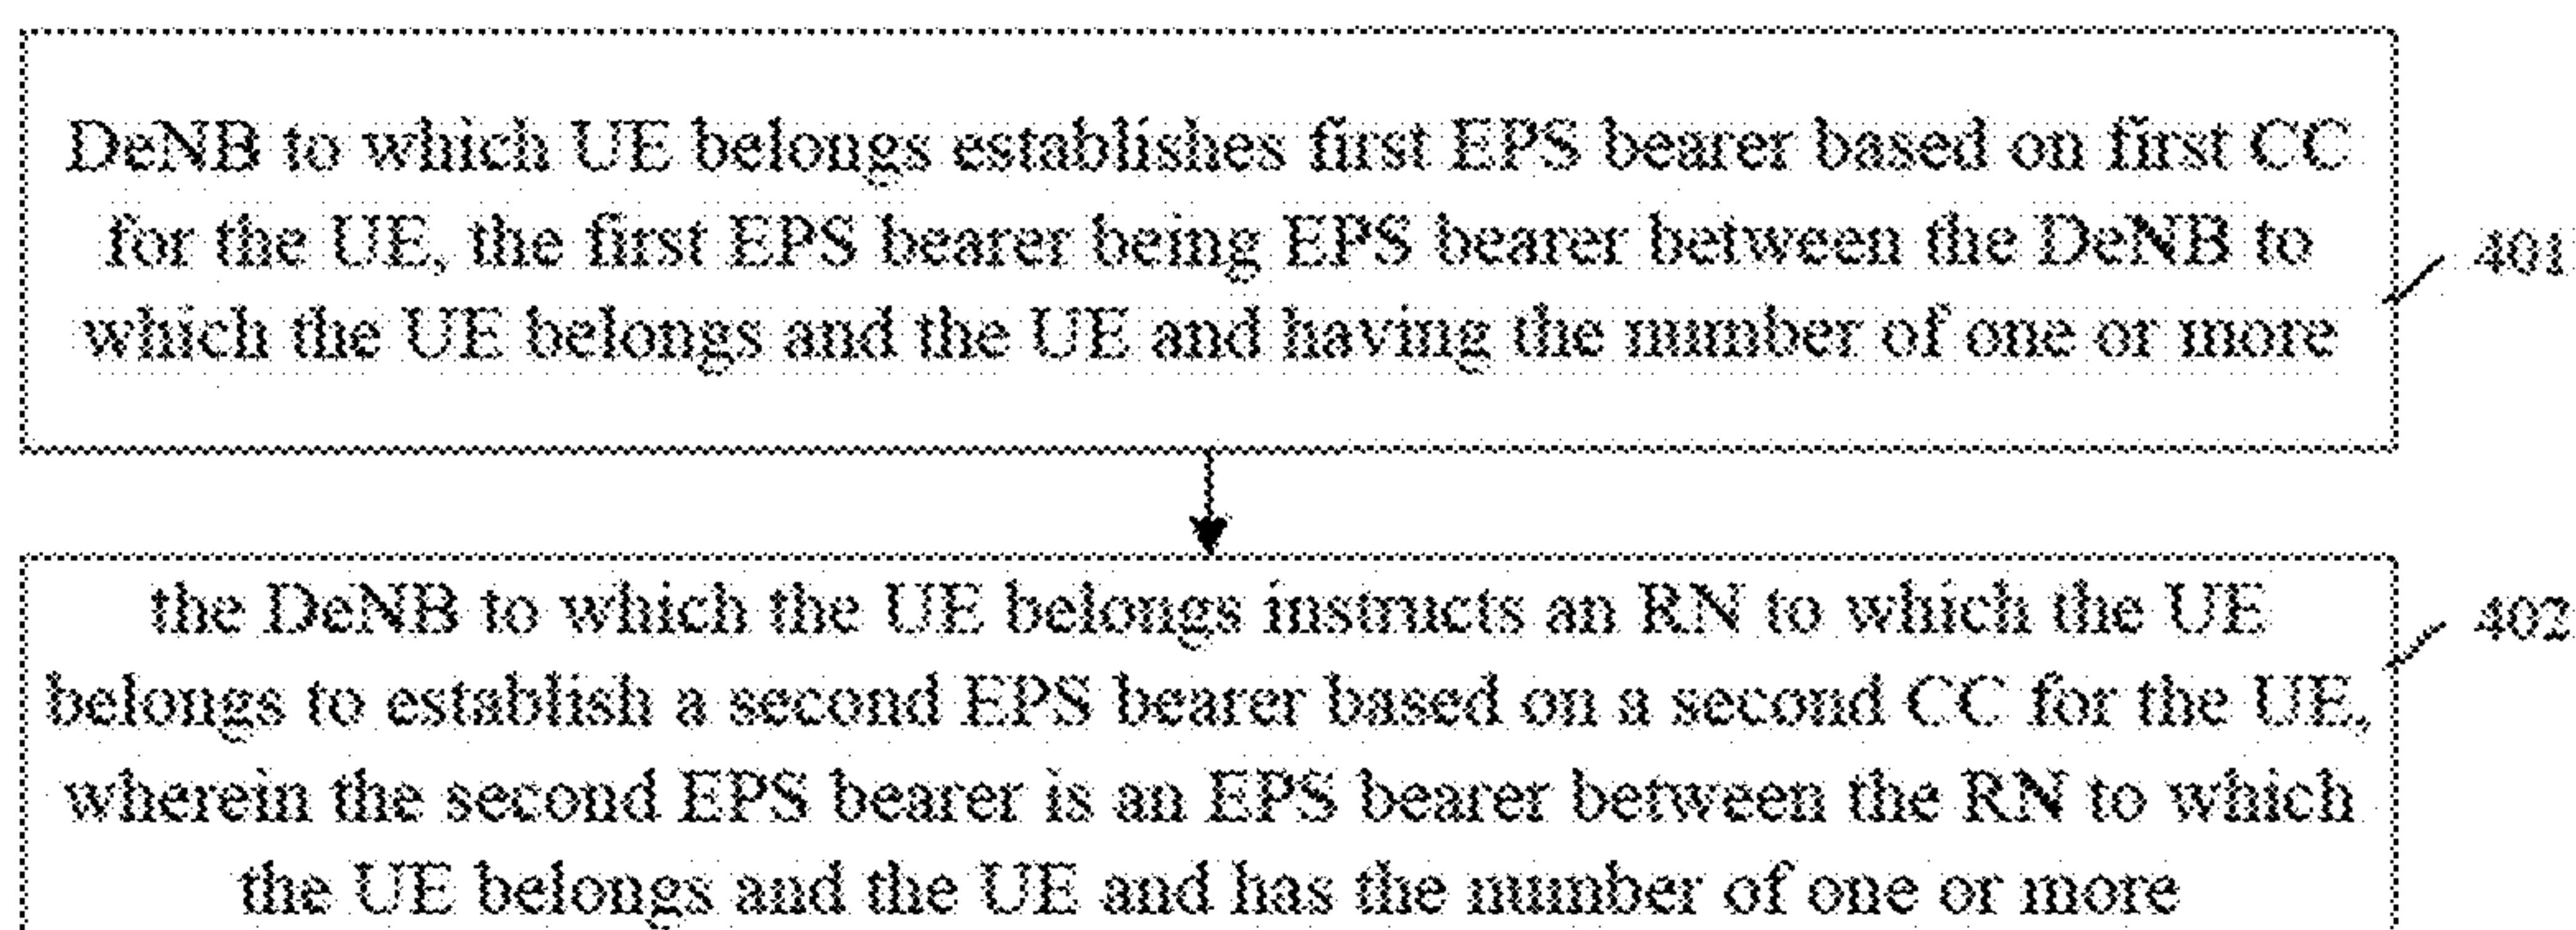 DeNB to which UE belongs establishes first EPS bearer based on first CC
for the UE, the first EPS bearer being EPS bearer between the DeNB to
which the UE belongs and the UE and having the number of one or more
401
the DeNB to which the UE belongs instructs an RN to which the UE
402
belongs to establish a second EPS bearer based on a second CC for the UE,
wherein the second EPS bearer is an EPS bearer between the RN to which
the UE belongs and the UE and has the number of one or more